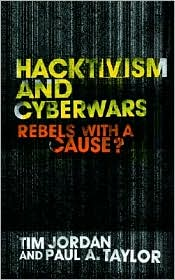 HACKTIVISM
AND
CYBERWARS
REBELS WITH A
CAUSE?
TIM JORDAN
AND PAUL A. TAYLOR